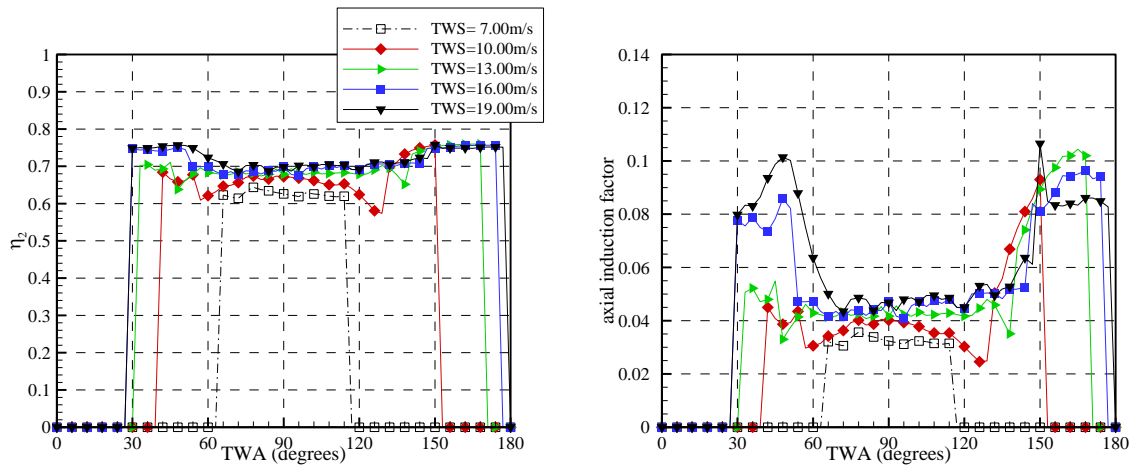 TWS= 7.00m/s
TWS=10.00m/s
TWS=13.00m/s
TWS=16.00m/s
TWS=19.00m/s
1
0.9
0.8
0.7
0.6
0.5
0.4
0.3
0.2
0.1
0
η2
0 30 60 90 120 150 180
TWA (degrees)
0.14
0.12
0.1
0.08
0.06
0.04
0.02
0
axial induction factor
0 30 60 90 120 150 180
TWA (degrees)